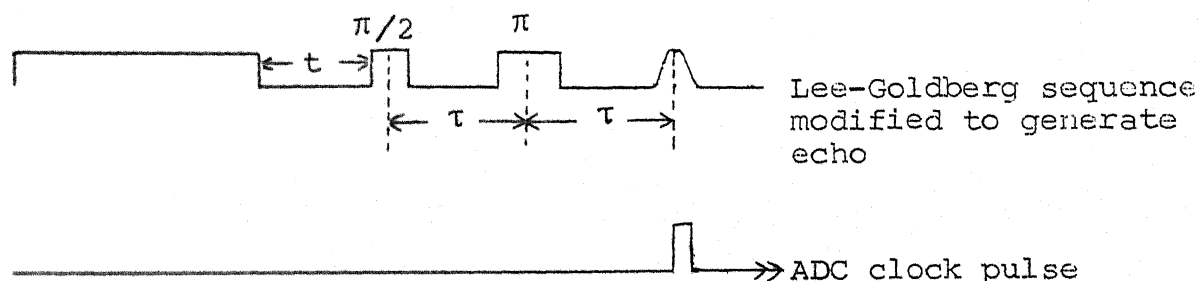 π/2 π
t
τ τ
Lee-Goldberg sequence
modified to generate
echo
ADC clock pulse